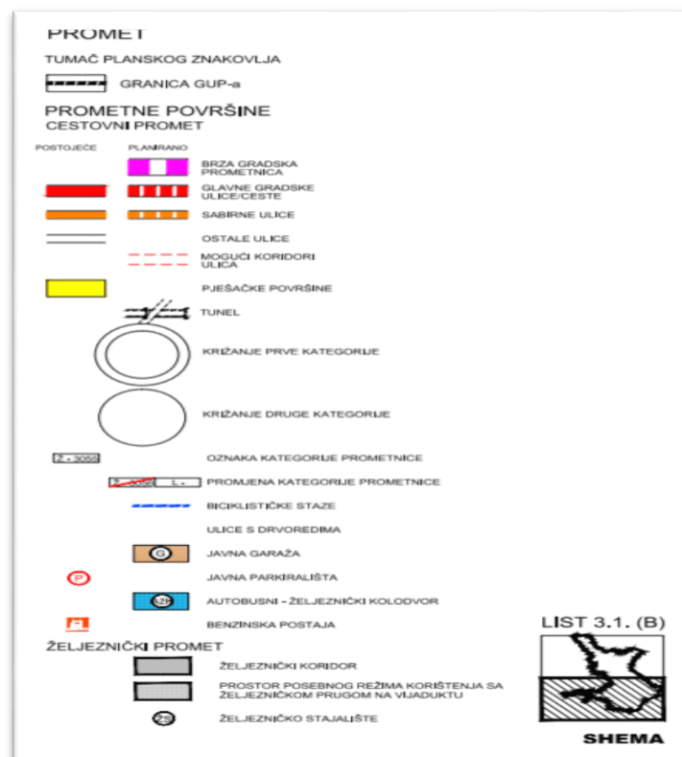 PROMET
TUMAČ PLANSKOG ZNAKOVLJA
GRANICA GUP-a
PROMETNE POVRŠINE
CESTOVNI PROMET
POSTOJEĆE PLANIRANO
BRZA GRADSKA
PROMETNICA
GLAVNE GRADSKE
ULICE/CESTE
SABIRNE ULICE
OSTALE ULICE
MOGUĆI KORIDORI
ULICA
PJEŠAČKE POVRŠINE
TUNEL
KRIŽANJE PRVE KATEGORIJE
KRIŽANJE DRUGE KATEGORIJE
Ž - 3055 OZNAKA KATEGORIJE PROMETNICE
L - PROMJENA KATEGORIJE PROMETNICE
BICIKLISTIČKE STAZE
ULICE S DRVOREDIMA
G JAVNA GARAŽA
P JAVNA PARKIRALIŠTA
AUTOBUSNI - ŽELJEZNIČKI KOLODVOR
BENZINSKA POSTAJA
LIST 3.1. (B)
ŽELJEZNIČKI PROMET
ŽELJEZNIČKI KORIDOR
PROSTOR POSEBNOG REŽIMA KORIŠTENJA SA
ŽELJEZNIČKOM PRUGOM NA VIJADUKTU
ŽS ŽELJEZNIČKO STAJALIŠTE
SHEMA